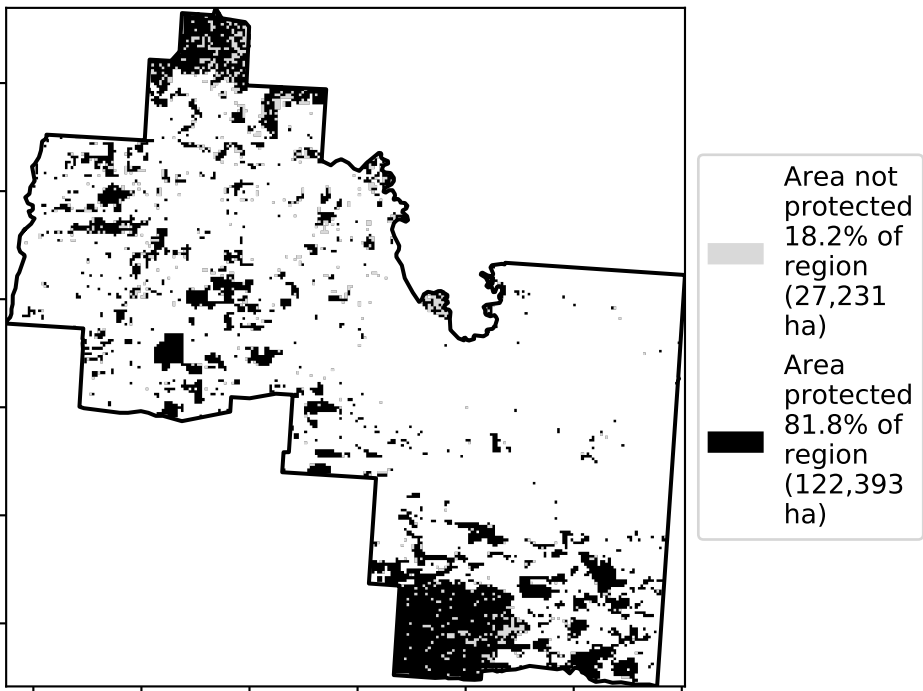 Area not
protected
18.2% of
region
(27,231
ha)
Area
protected
81.8% of
region
(122,393
ha)